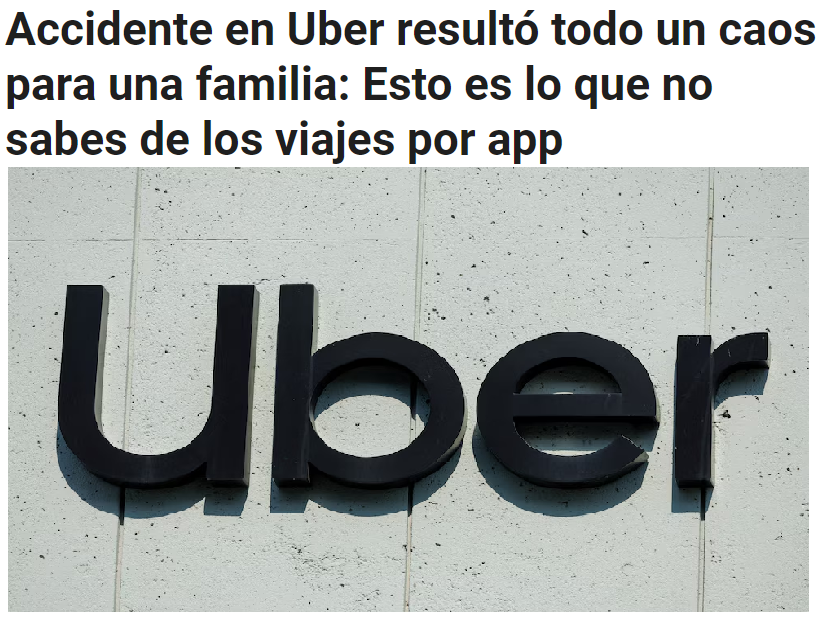 Accidente en Uber resultó todo un caos
para una familia: Esto es lo que no
sabes de los viajes por app
Uber